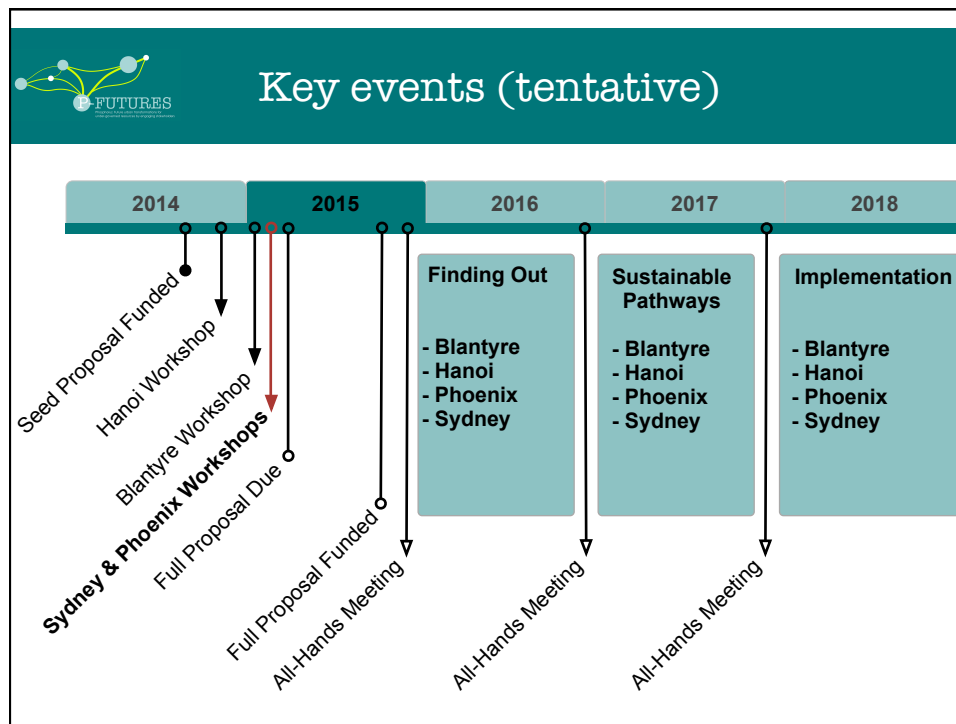 P-FUTURES
Key events (tentative)
2014
2015
2016
2017
2018
Seed Proposal Funded
Hanoi Workshop
Blantyre Workshop
Sydney & Phoenix Workshops
Full Proposal Due
Full Proposal Funded
All-Hands Meeting
All-Hands Meeting
All-Hands Meeting
Finding Out
- Blantyre
- Hanoi
- Phoenix
- Sydney
Sustainable
Pathways
- Blantyre
- Hanoi
- Phoenix
- Sydney
Implementation
- Blantyre
- Hanoi
- Phoenix
- Sydney